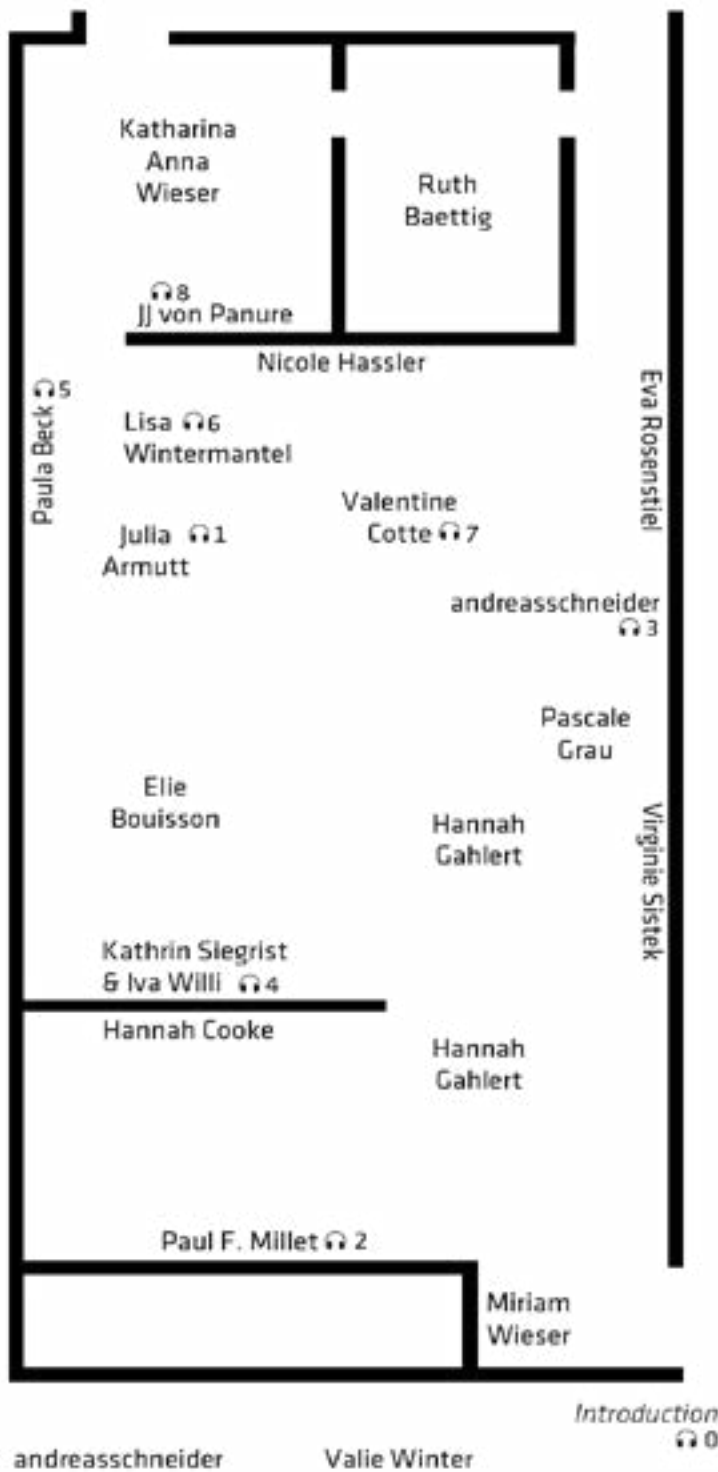 Katharina
Anna
Wieser
Ruth
Baettig
🎧8
JJ von Panure
Nicole Hassler
Paula Beck 🎧5
Eva Rosenstiel
Lisa 🎧6
Wintermantel
Valentine
Cotte 🎧7
Julia 🎧1
Armutt
andreasschneider
🎧3
Pascale
Grau
Elie
Bouisson
Hannah
Gahlert
Virginie Sistek
Kathrin Siegrist
& Iva Willi 🎧4
Hannah Cooke
Hannah
Gahlert
Paul F. Millet 🎧 2
Miriam
Wieser
Introduction
🎧0
andreasschneider
Valie Winter